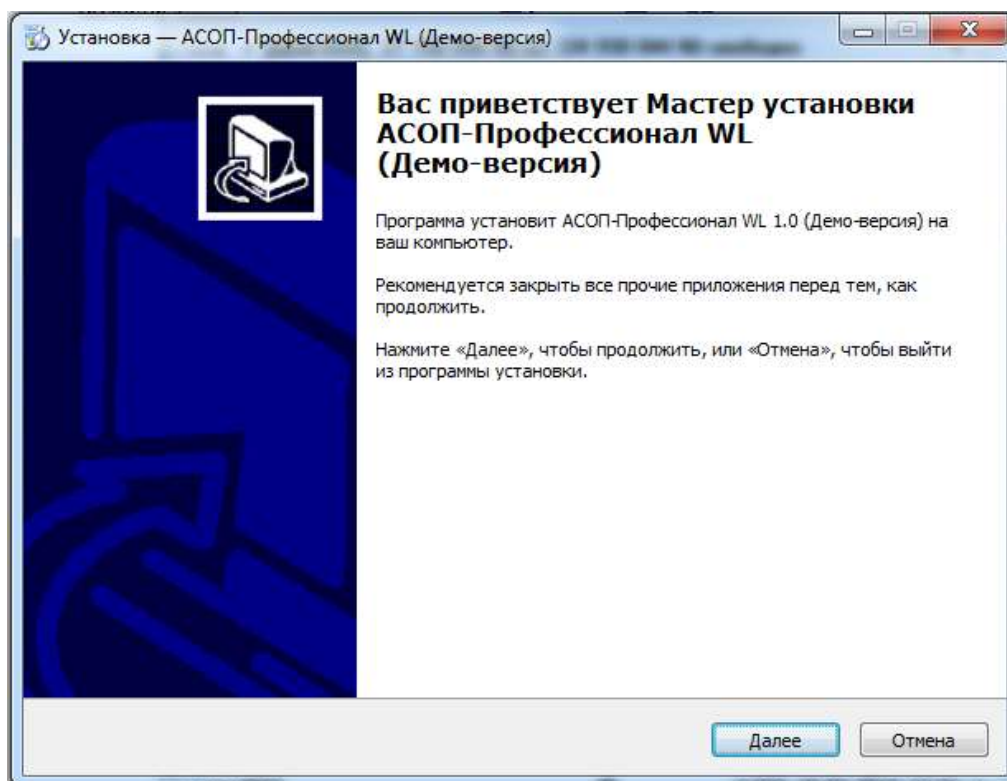 Установка — АСОП-Профессионал WL (Демо-версия)
Вас приветствует Мастер установки
АСОП-Профессионал WL
(Демо-версия)
Программа установит АСОП-Профессионал WL 1.0 (Демо-версия) на
ваш компьютер.
Рекомендуется закрыть все прочие приложения перед тем, как
продолжить.
Нажмите «Далее», чтобы продолжить, или «Отмена», чтобы выйти
из программы установки.
Далее
Отмена